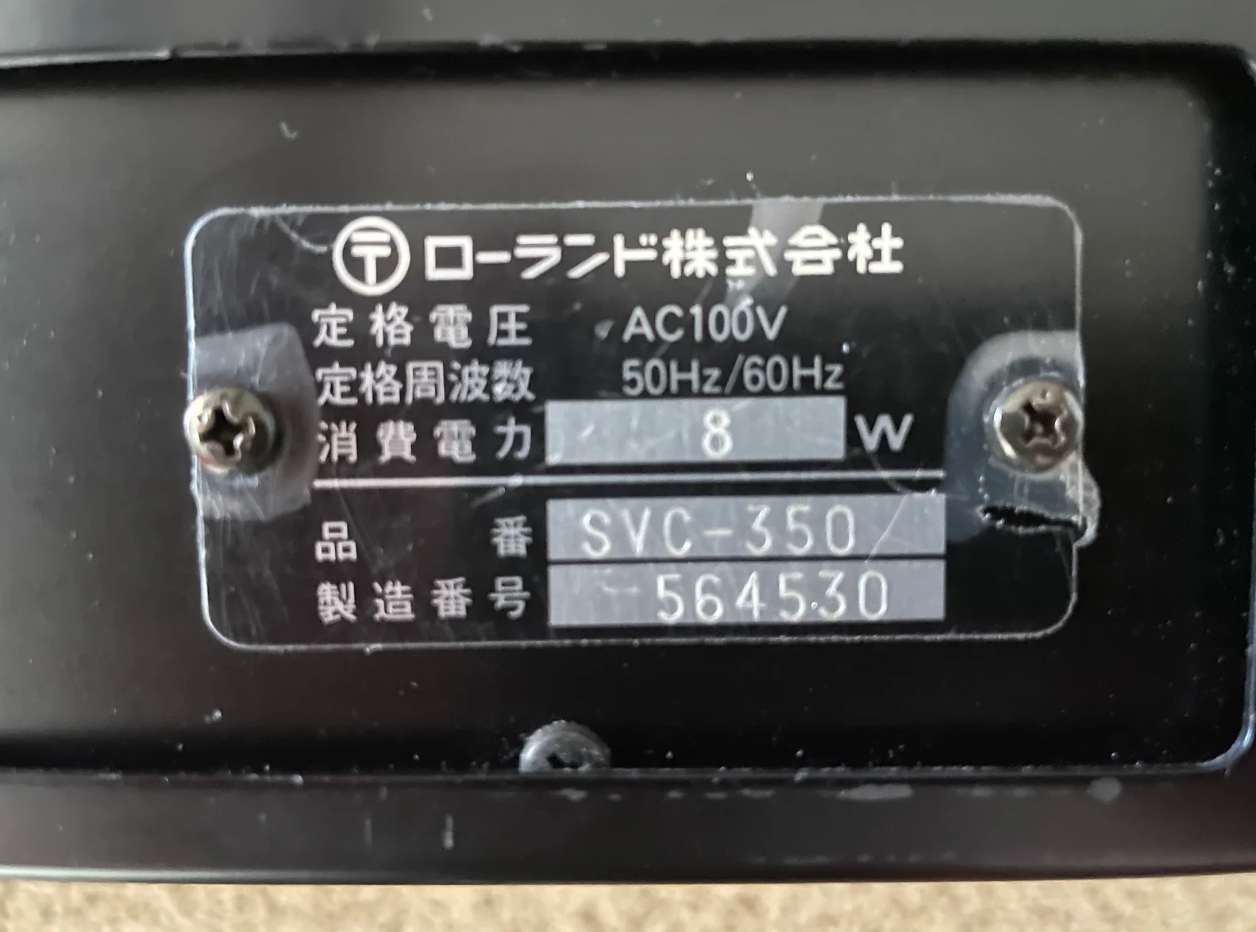 〒 ローランド株式会社
定格電圧 AC100V
定格周波数 50Hz/60Hz
消費電力 8 W
品番 SVC-350
製造番号 564530